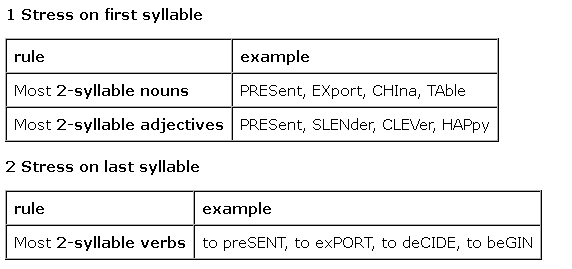 1 Stress on first syllable
rule example
Most 2-syllable nouns PRESent, EXport, CHIna, TAble
Most 2-syllable adjectives PRESent, SLENder, CLEVer, HAPpy
2 Stress on last syllable
rule example
Most 2-syllable verbs to preSENT, to exPORT, to deCIDE, to beGIN